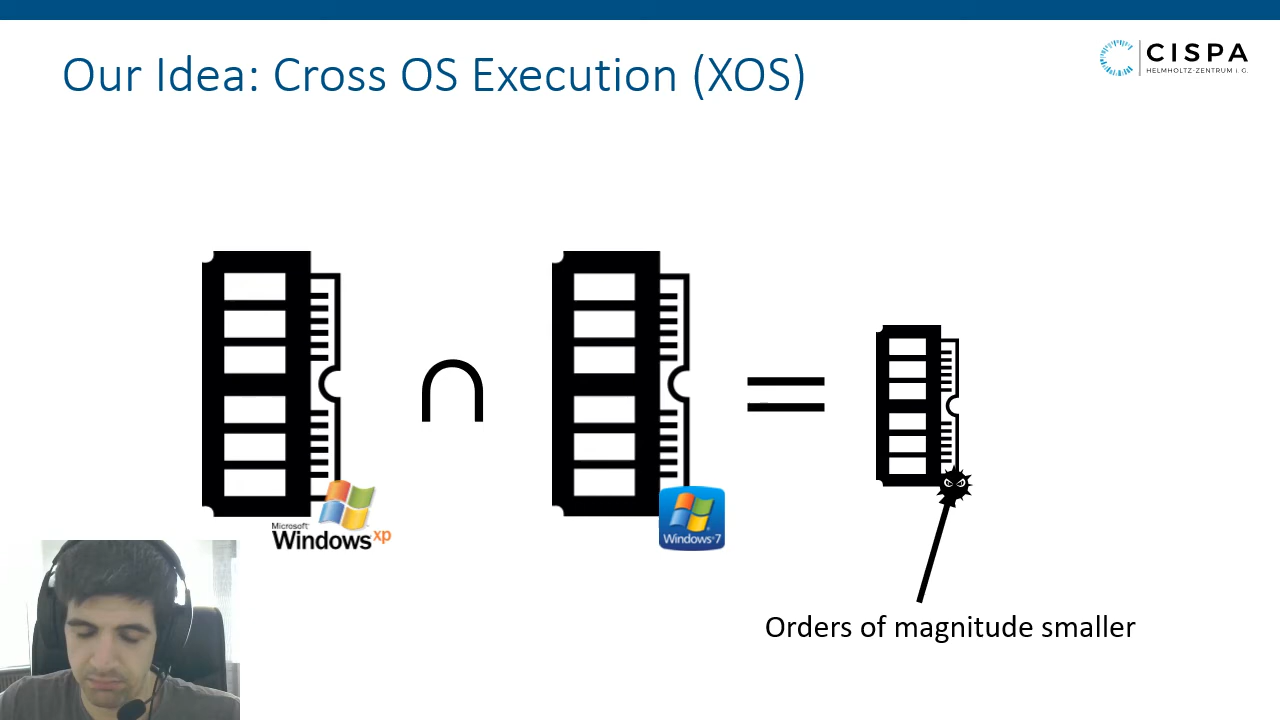 Our Idea: Cross OS Execution (XOS)
CISPA
HELMHOLTZ-ZENTRUM i. G.
∩
=
Microsoft
Windows xp
Windows 7
Orders of magnitude smaller